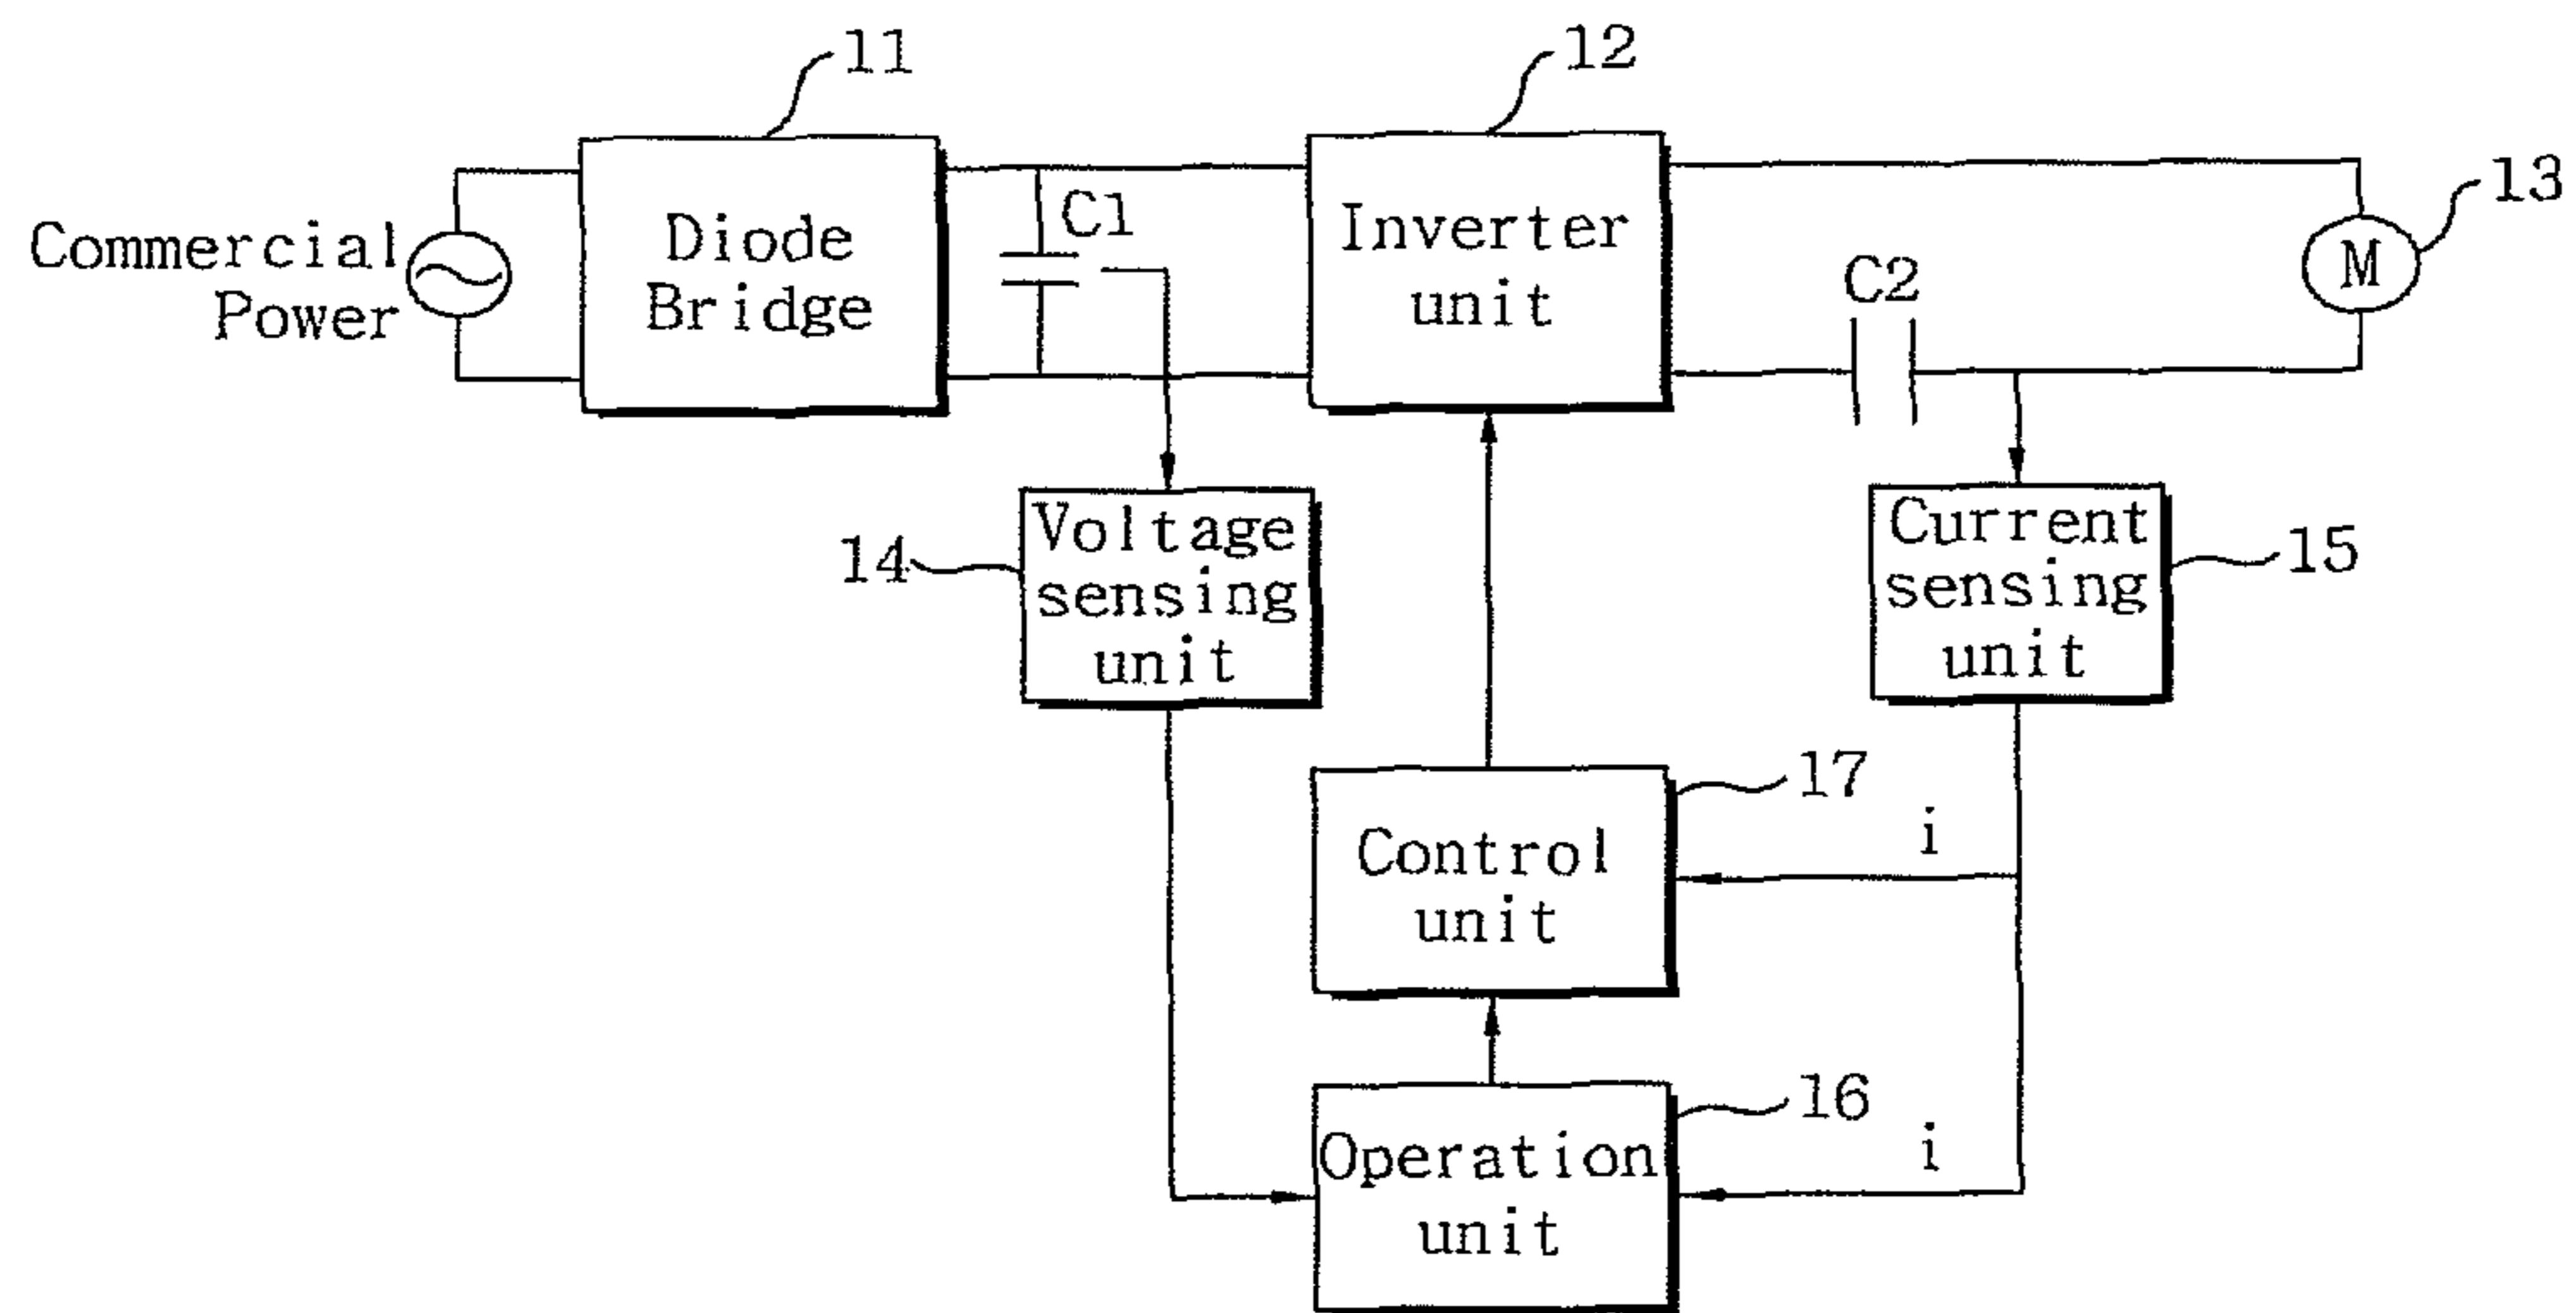 11
12
13
Commercial
Power
Diode
Bridge
C1
Inverter
unit
C2
M
14
Voltage
sensing
unit
Current
sensing
unit
15
17
Control
unit
i
16
Operation
unit
i